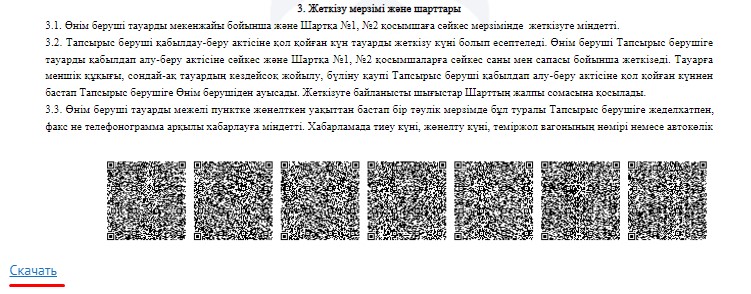 3. Жеткізу мерзімі және шарттары
3.1. Өнім беруші тауарды мекенжайы бойынша және Шартқа №1, №2 қосымшаға сәйкес мерзімінде жеткізуге міндетті.
3.2. Тапсырыс беруші қабылдау-беру актісіне қол қойған күн тауарды жеткізу күні болып есептеледі. Өнім беруші Тапсырыс берушіге
тауарды қабылдап алу-беру актісіне сәйкес және Шартқа №1, №2 қосымшаларға сәйкес саны мен сапасы бойынша жеткізеді. Тауарға
меншік құқығы, сондай-ақ тауардың кездейсоқ жойылу, бүліну қаупі Тапсырыс беруші қабылдап алу-беру актісіне қол қойған күннен
бастап Тапсырыс берушіге Өнім берушіден ауысады. Жеткізуге байланысты шығыстар Шарттың жалпы сомасына қосылады.
3.3. Өнім беруші тауарды межелі пунктке жөнелткен уақыттан бастап бір тәулік мерзімде бұл туралы Тапсырыс берушіге жеделхатпен,
факс не телефонограмма арқылы хабарлауға міндетті. Хабарламада тиеу күні, жөнелту күні, теміржол вагонының нөмірі немесе автокөлік
Скачать